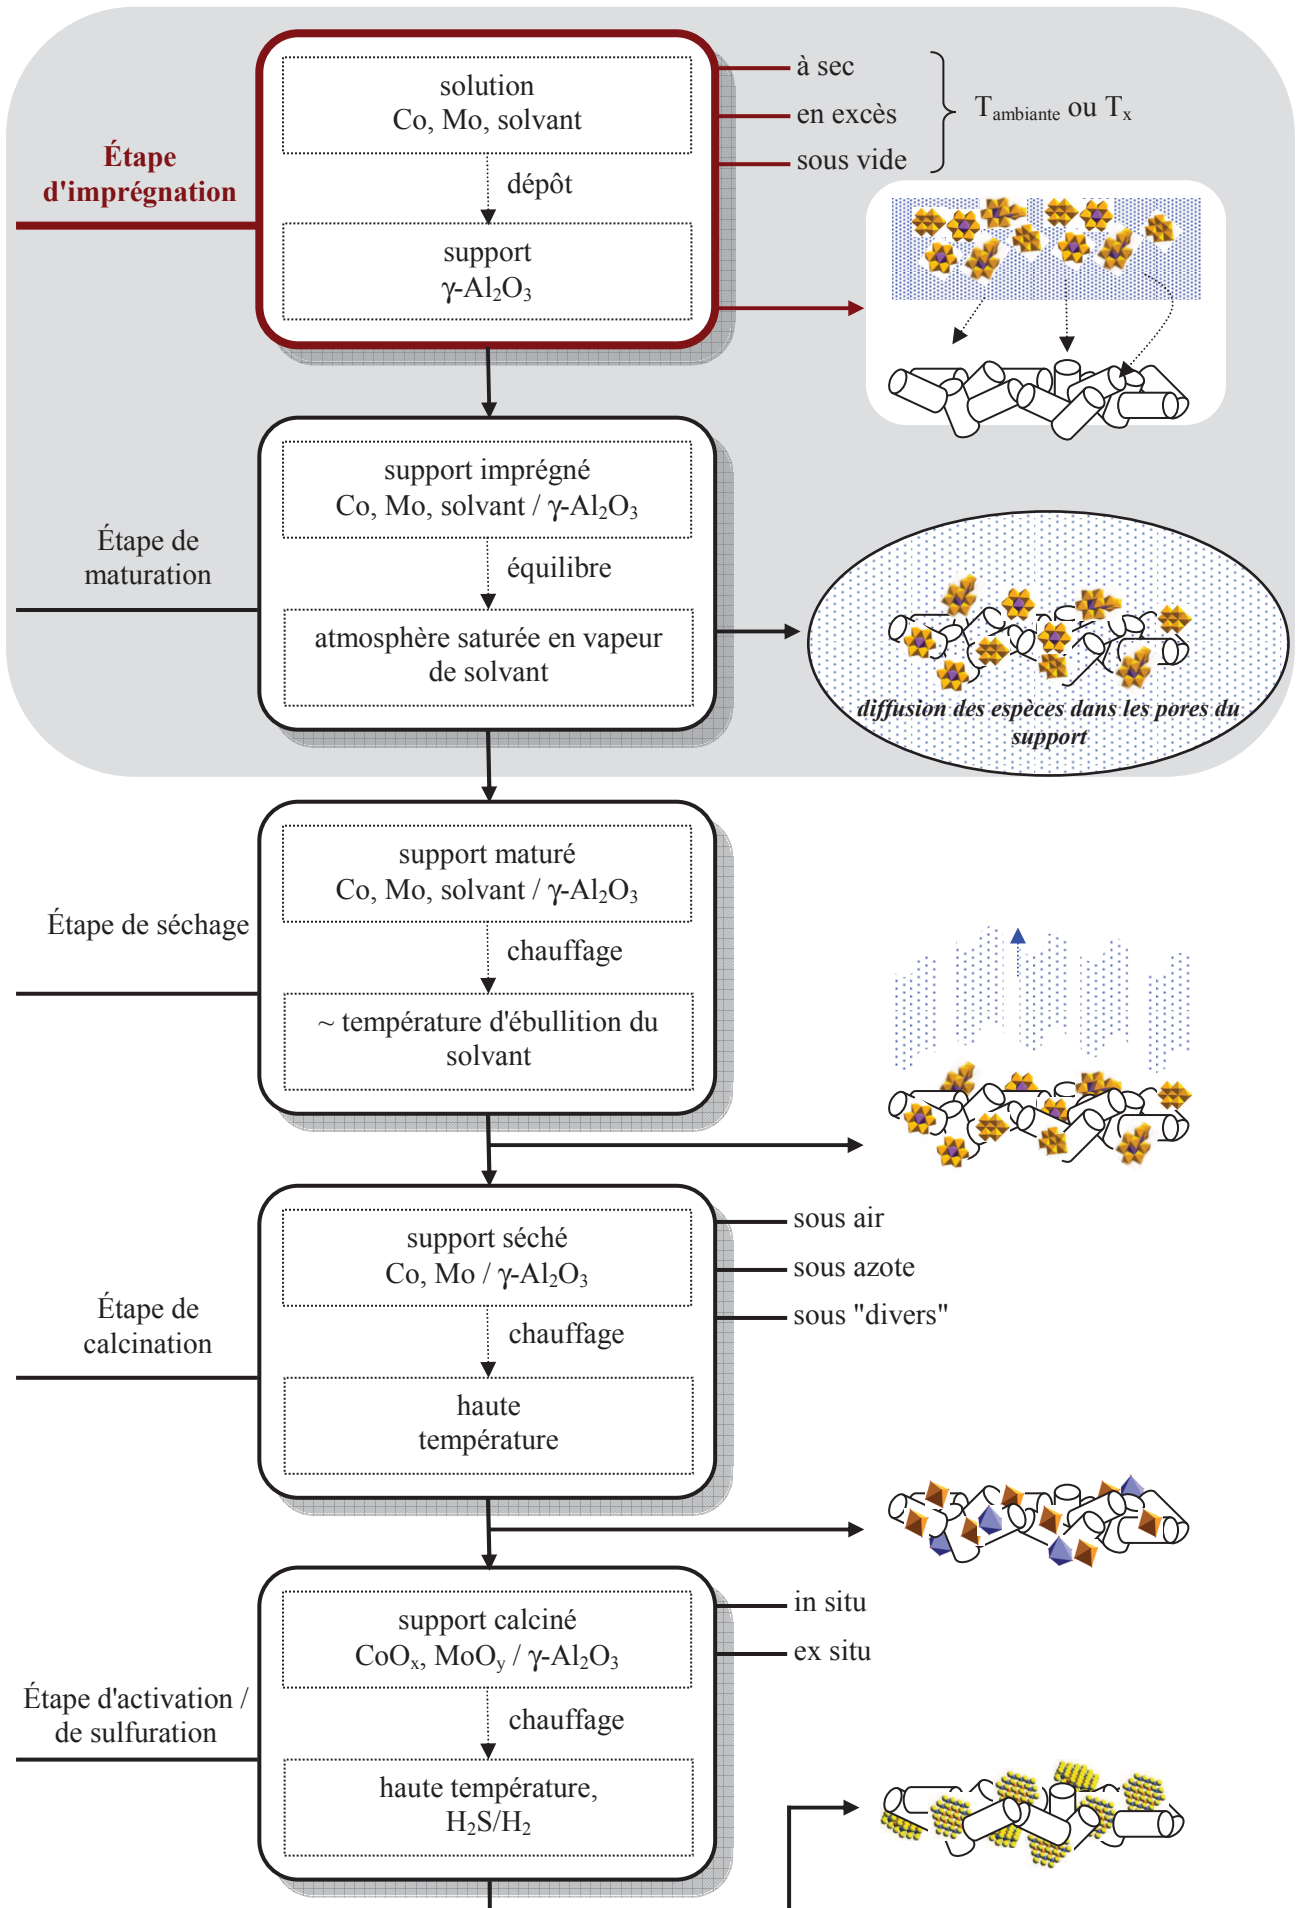 Étape
d'imprégnation
solution
Co, Mo, solvant
dépôt
support
γ-Al₂O₃
à sec
en excès
sous vide
T_ambiante ou Tₓ
Étape de
maturation
support imprégné
Co, Mo, solvant / γ-Al₂O₃
équilibre
atmosphère saturée en vapeur
de solvant
diffusion des espèces dans les pores du
support
Étape de séchage
support maturé
Co, Mo, solvant / γ-Al₂O₃
chauffage
~ température d'ébullition du
solvant
Étape de
calcination
support séché
Co, Mo / γ-Al₂O₃
chauffage
haute
température
sous air
sous azote
sous "divers"
Étape d'activation /
de sulfuration
support calciné
CoOₓ, MoO_y / γ-Al₂O₃
chauffage
haute température,
H₂S/H₂
in situ
ex situ